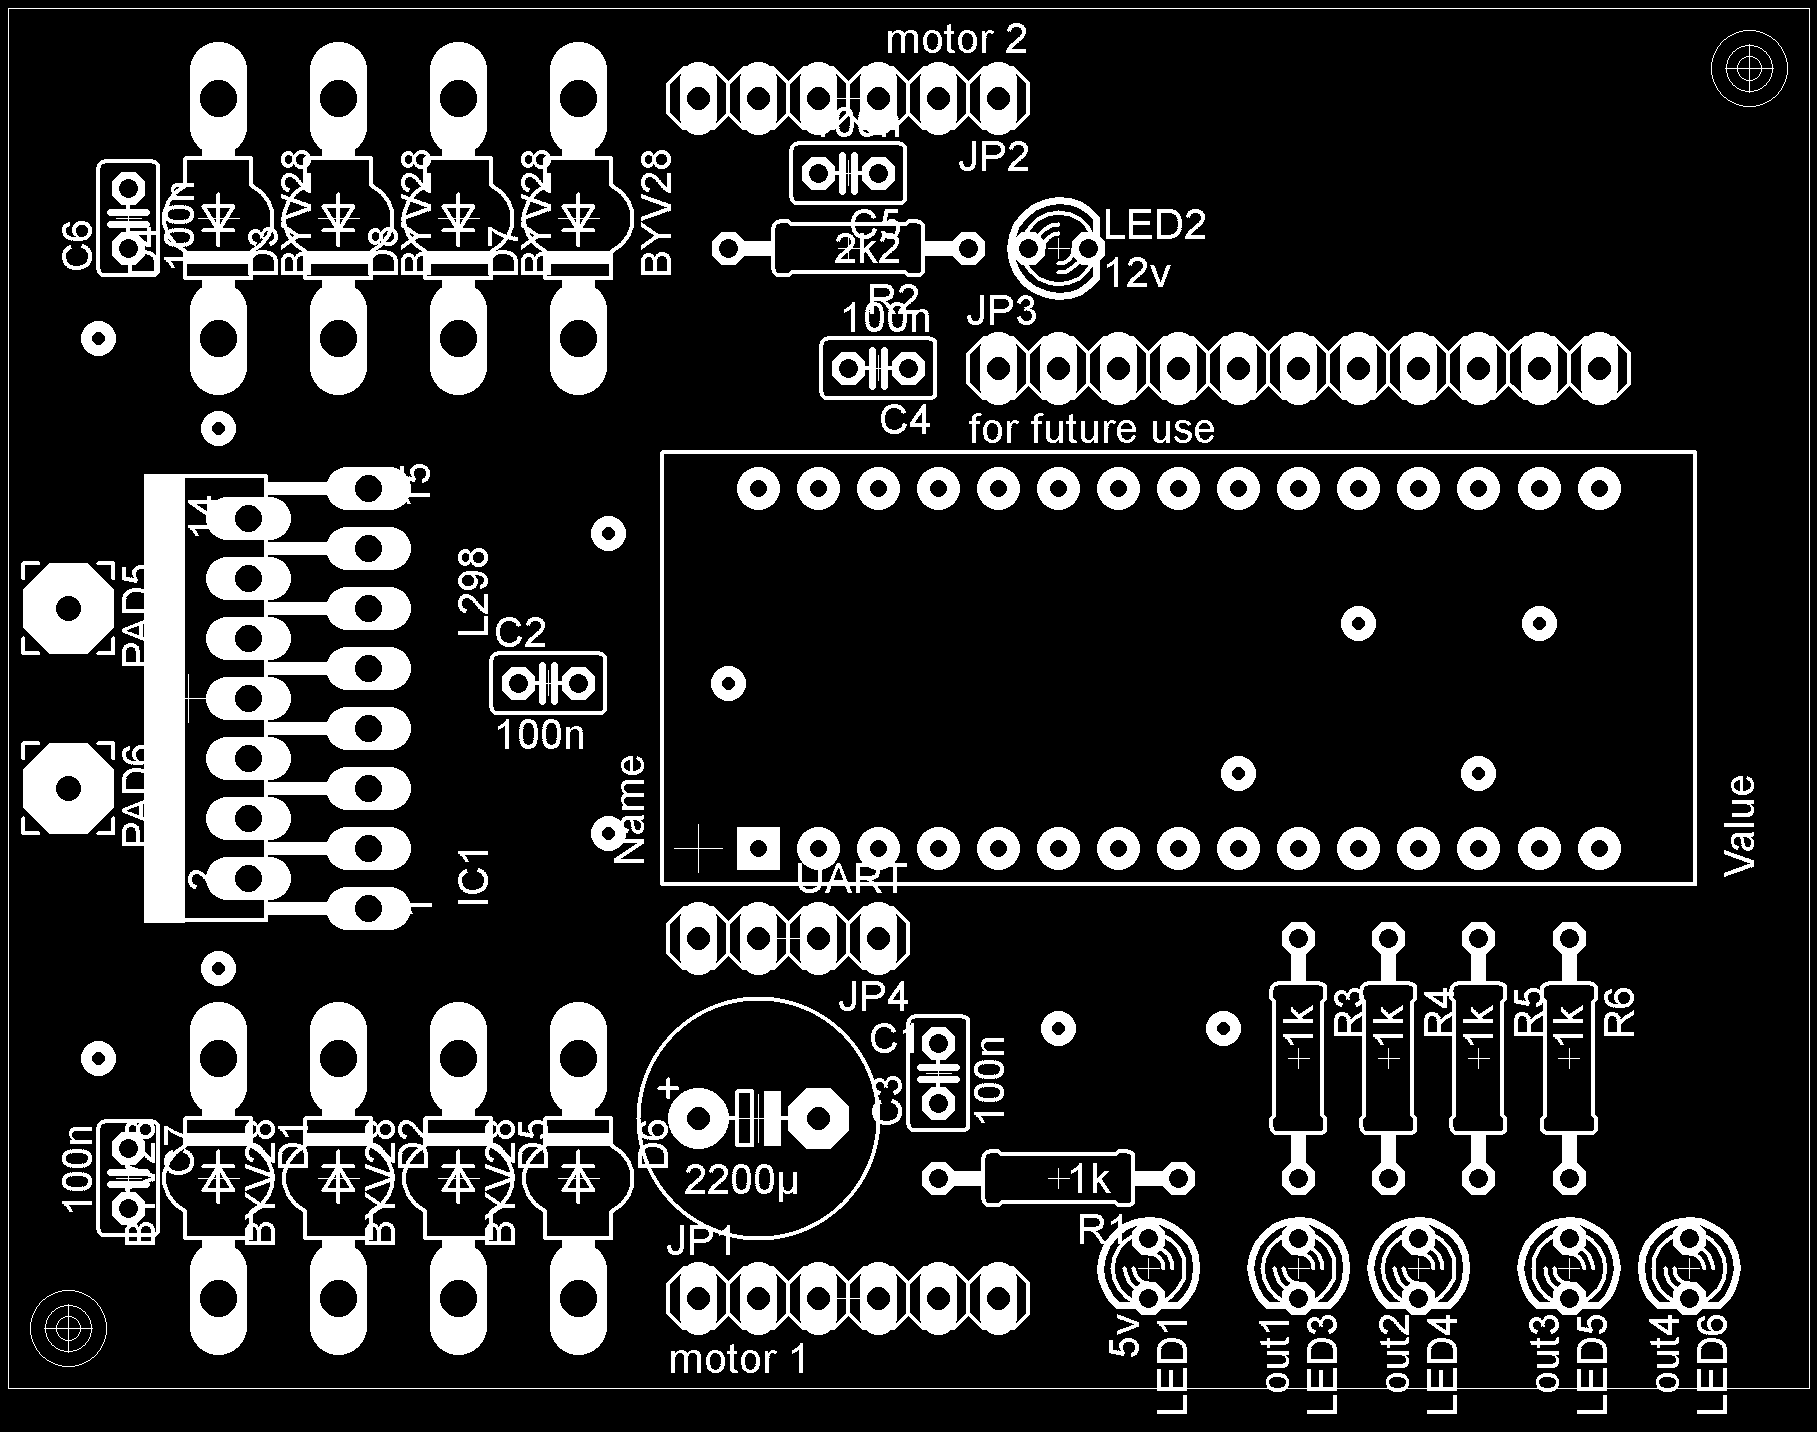 motor 2
100n
JP2
C6
100n
D4
BYV28
D3
BYV28
D8
BYV28
D7
BYV28
C5
2k2
R2
LED2
12v
JP3
100n
C4
for future use
15
14
L298
PAD5
C2
100n
PAD6
Name
Value
2
IC1
1
UART
JP4
C1
C3
100n
+
2200µ
100n
C7
BYV28
D1
BYV28
D2
BYV28
D5
BYV28
D6
1k
R3
1k
R4
1k
R5
1k
R6
1k
R1
JP1
motor 1
5v
LED1
out1
LED3
out2
LED4
out3
LED5
out4
LED6